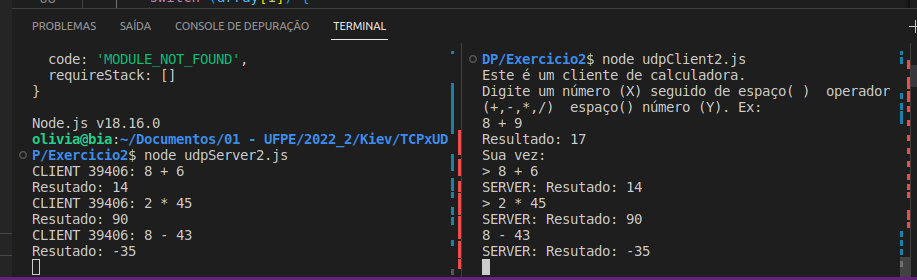 switch (array[1]) {
PROBLEMAS SAÍDA CONSOLE DE DEPURAÇÃO TERMINAL
code: 'MODULE_NOT_FOUND',
requireStack: []
}
Node.js v18.16.0
olivia@bia:~/Documentos/01 - UFPE/2022_2/Kiev/TCPxUD
P/Exercicio2$ node udpServer2.js
CLIENT 39406: 8 + 6
Resutado: 14
CLIENT 39406: 2 * 45
Resutado: 90
CLIENT 39406: 8 - 43
Resutado: -35
DP/Exercicio2$ node udpClient2.js
Este é um cliente de calculadora.
Digite um número (X) seguido de espaço( )  operador
(+,-,*,/)  espaço() número (Y). Ex:
8 + 9
Resultado: 17
Sua vez:
> 8 + 6
SERVER: Resutado: 14
> 2 * 45
SERVER: Resutado: 90
8 - 43
SERVER: Resutado: -35